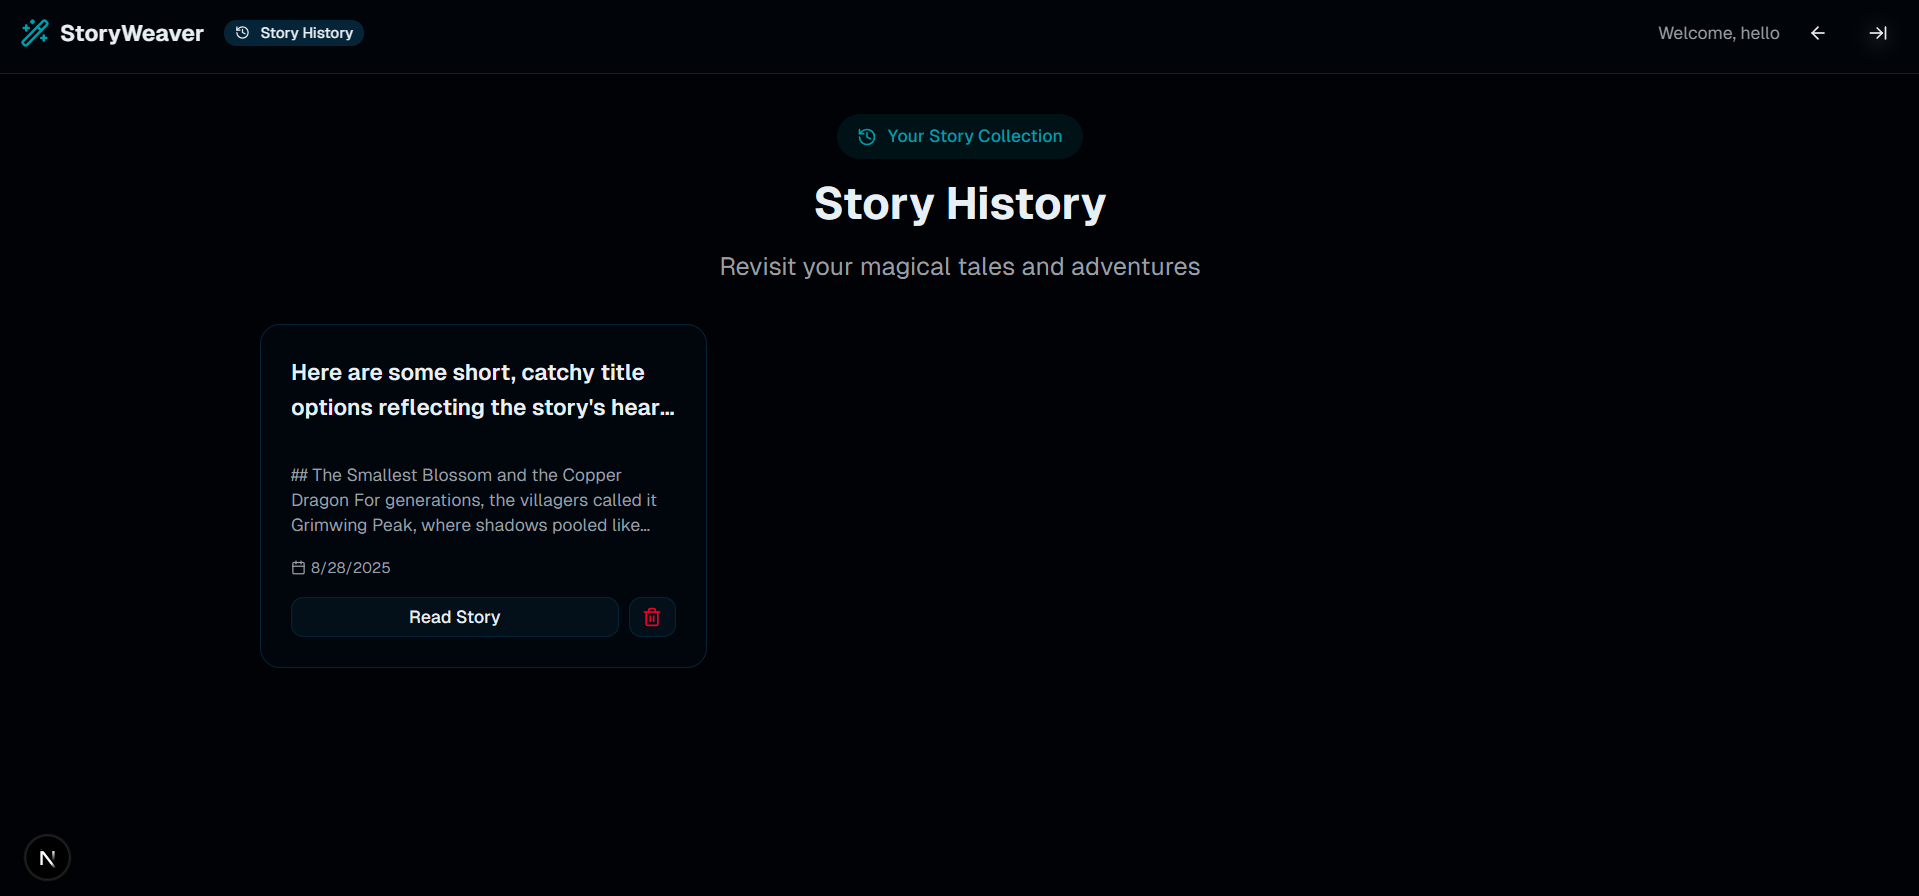 StoryWeaver
Story History
Welcome, hello
Your Story Collection
Story History
Revisit your magical tales and adventures
Here are some short, catchy title
options reflecting the story's hear...
## The Smallest Blossom and the Copper
Dragon For generations, the villagers called it
Grimwing Peak, where shadows pooled like...
8/28/2025
Read Story
N